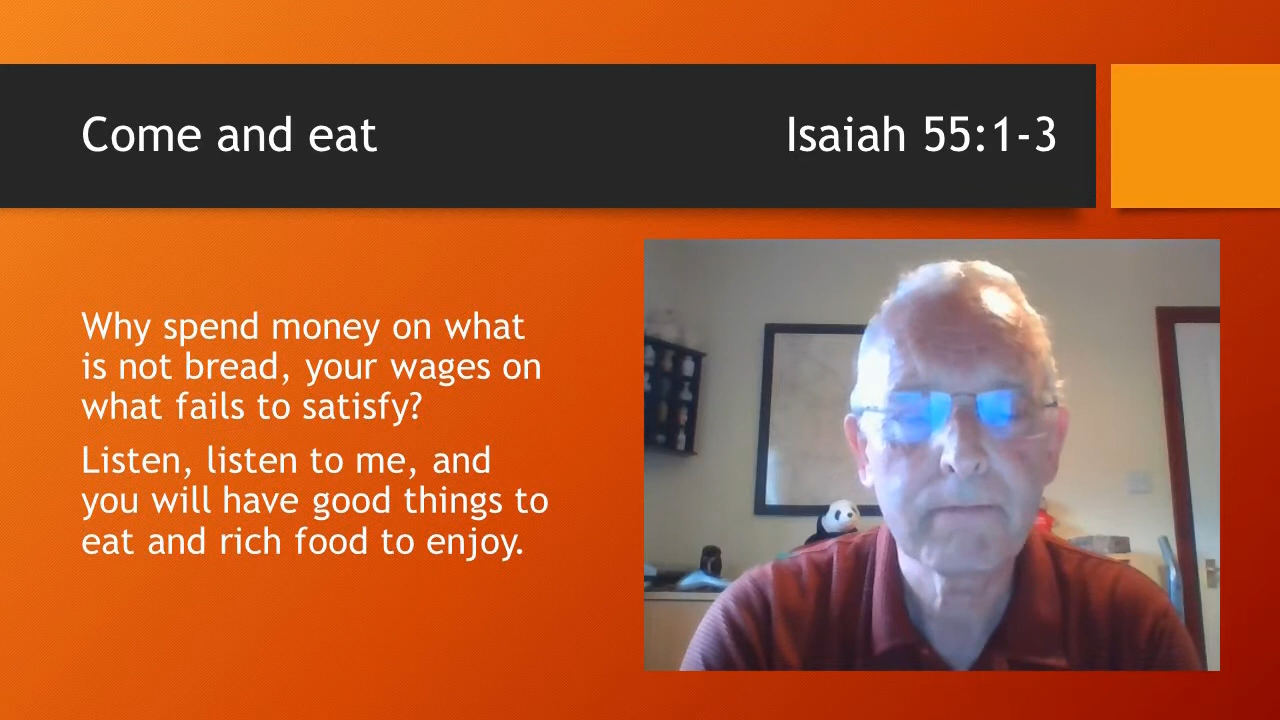 Come and eat
Isaiah 55:1-3
Why spend money on what
is not bread, your wages on
what fails to satisfy?
Listen, listen to me, and
you will have good things to
eat and rich food to enjoy.